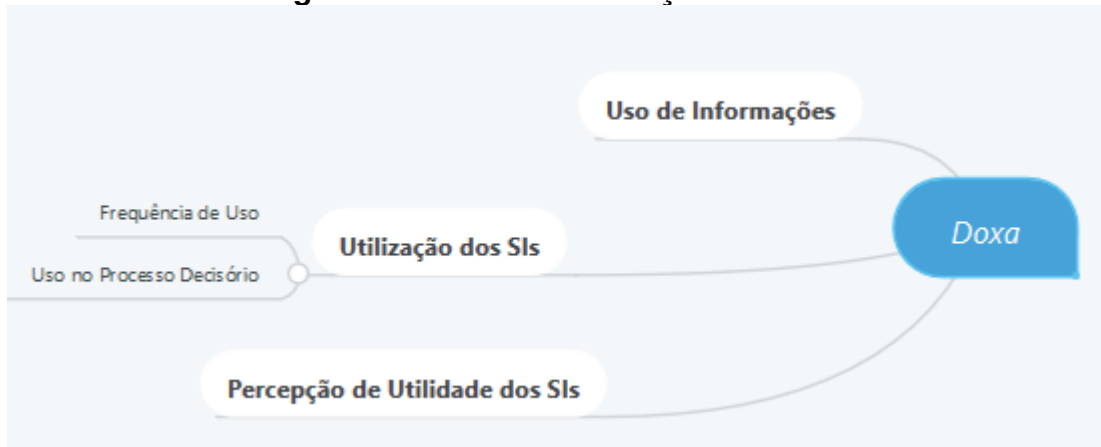 Uso de Informações
Doxa
Frequência de Uso
Utilização dos SIs
Uso no Processo Decisório
Percepção de Utilidade dos SIs